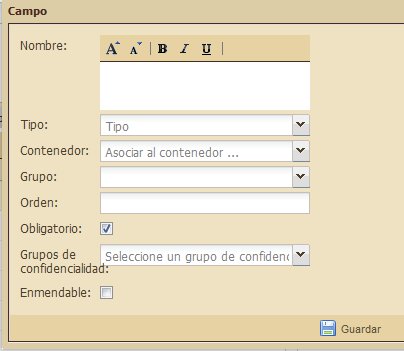 Campo
Nombre:
A A B I U
Tipo: Tipo
Contenedor: Asociar al contenedor ...
Grupo:
Orden:
Obligatorio:
Grupos de Seleccione un grupo de confidenc
confidencialidad:
Enmendable:
Guardar